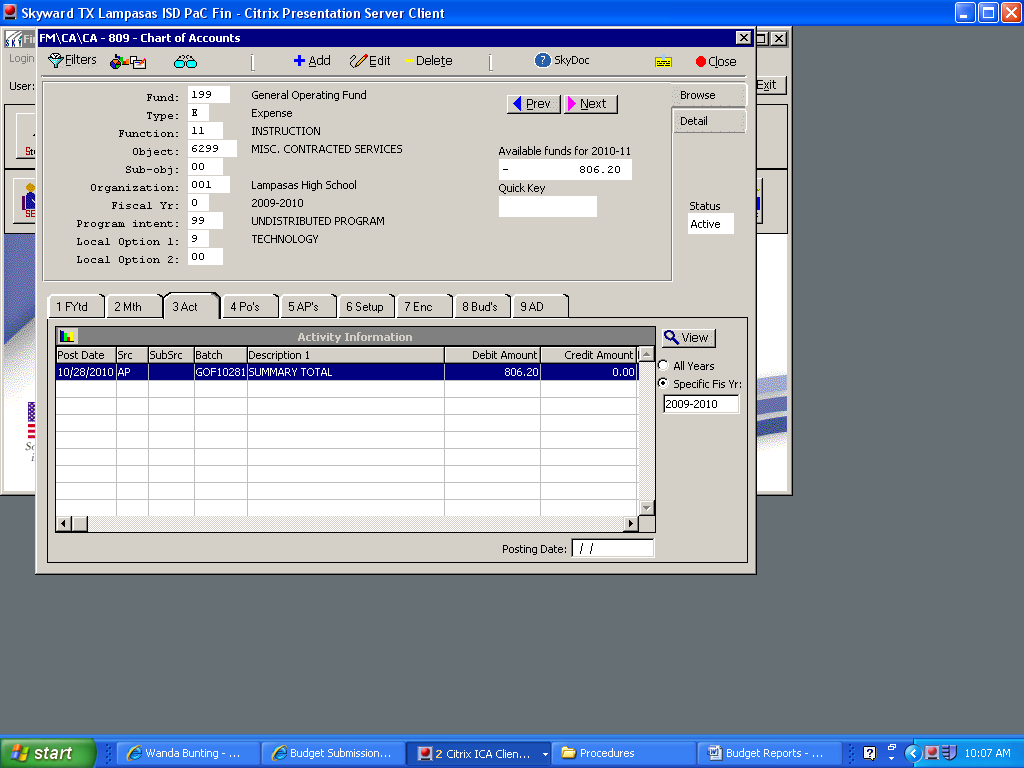 Skyward TX Lampasas ISD PaC Fin - Citrix Presentation Server Client
FM\CA\CA - 809 - Chart of Accounts
Login
User:
Exit
Filters
Add
Edit
Delete
SkyDoc
Close
Fund: 199 General Operating Fund
Type: E Expense
Function: 11 INSTRUCTION
Object: 6299 MISC. CONTRACTED SERVICES
Sub-obj: 00
Organization: 001 Lampasas High School
Fiscal Yr: 0 2009-2010
Program intent: 99 UNDISTRIBUTED PROGRAM
Local Option 1: 9 TECHNOLOGY
Local Option 2: 00
Prev Next
Available funds for 2010-11
- 806.20
Quick Key
Browse
Detail
Status
Active
1 FYtd 2 Mth 3 Act 4 Po's 5 AP's 6 Setup 7 Enc 8 Bud's 9 AD
Activity Information
Post Date Src SubSrc Batch Description 1 Debit Amount Credit Amount
10/28/2010 AP GOF10281 SUMMARY TOTAL 806.20 0.00
View
All Years
Specific Fis Yr:
2009-2010
Posting Date: / /
start
Wanda Bunting - ...
Budget Submission...
2 Citrix ICA Clien...
Procedures
Budget Reports - ...
10:07 AM